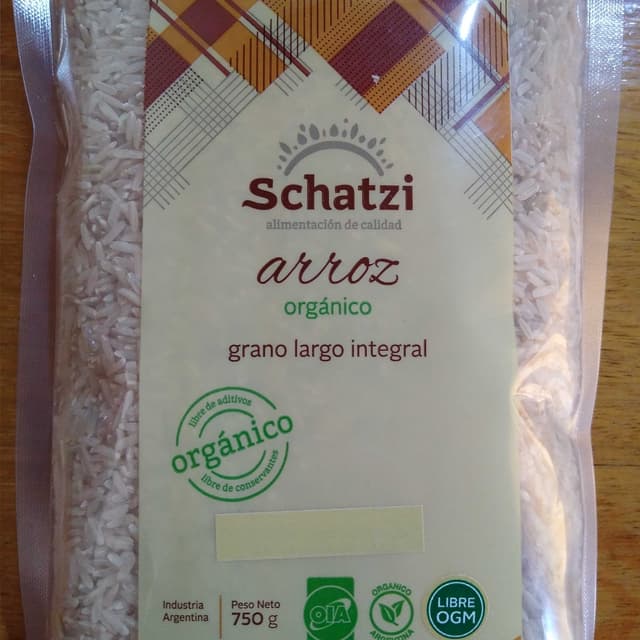 Schatzi
alimentación de calidad
arroz
orgánico
grano largo integral
libre de aditivos
orgánico
libre de conservantes
Industria
Argentina
Peso Neto
750 g
OIA
ORGÁNICO
ARGENTINA
LIBRE
OGM